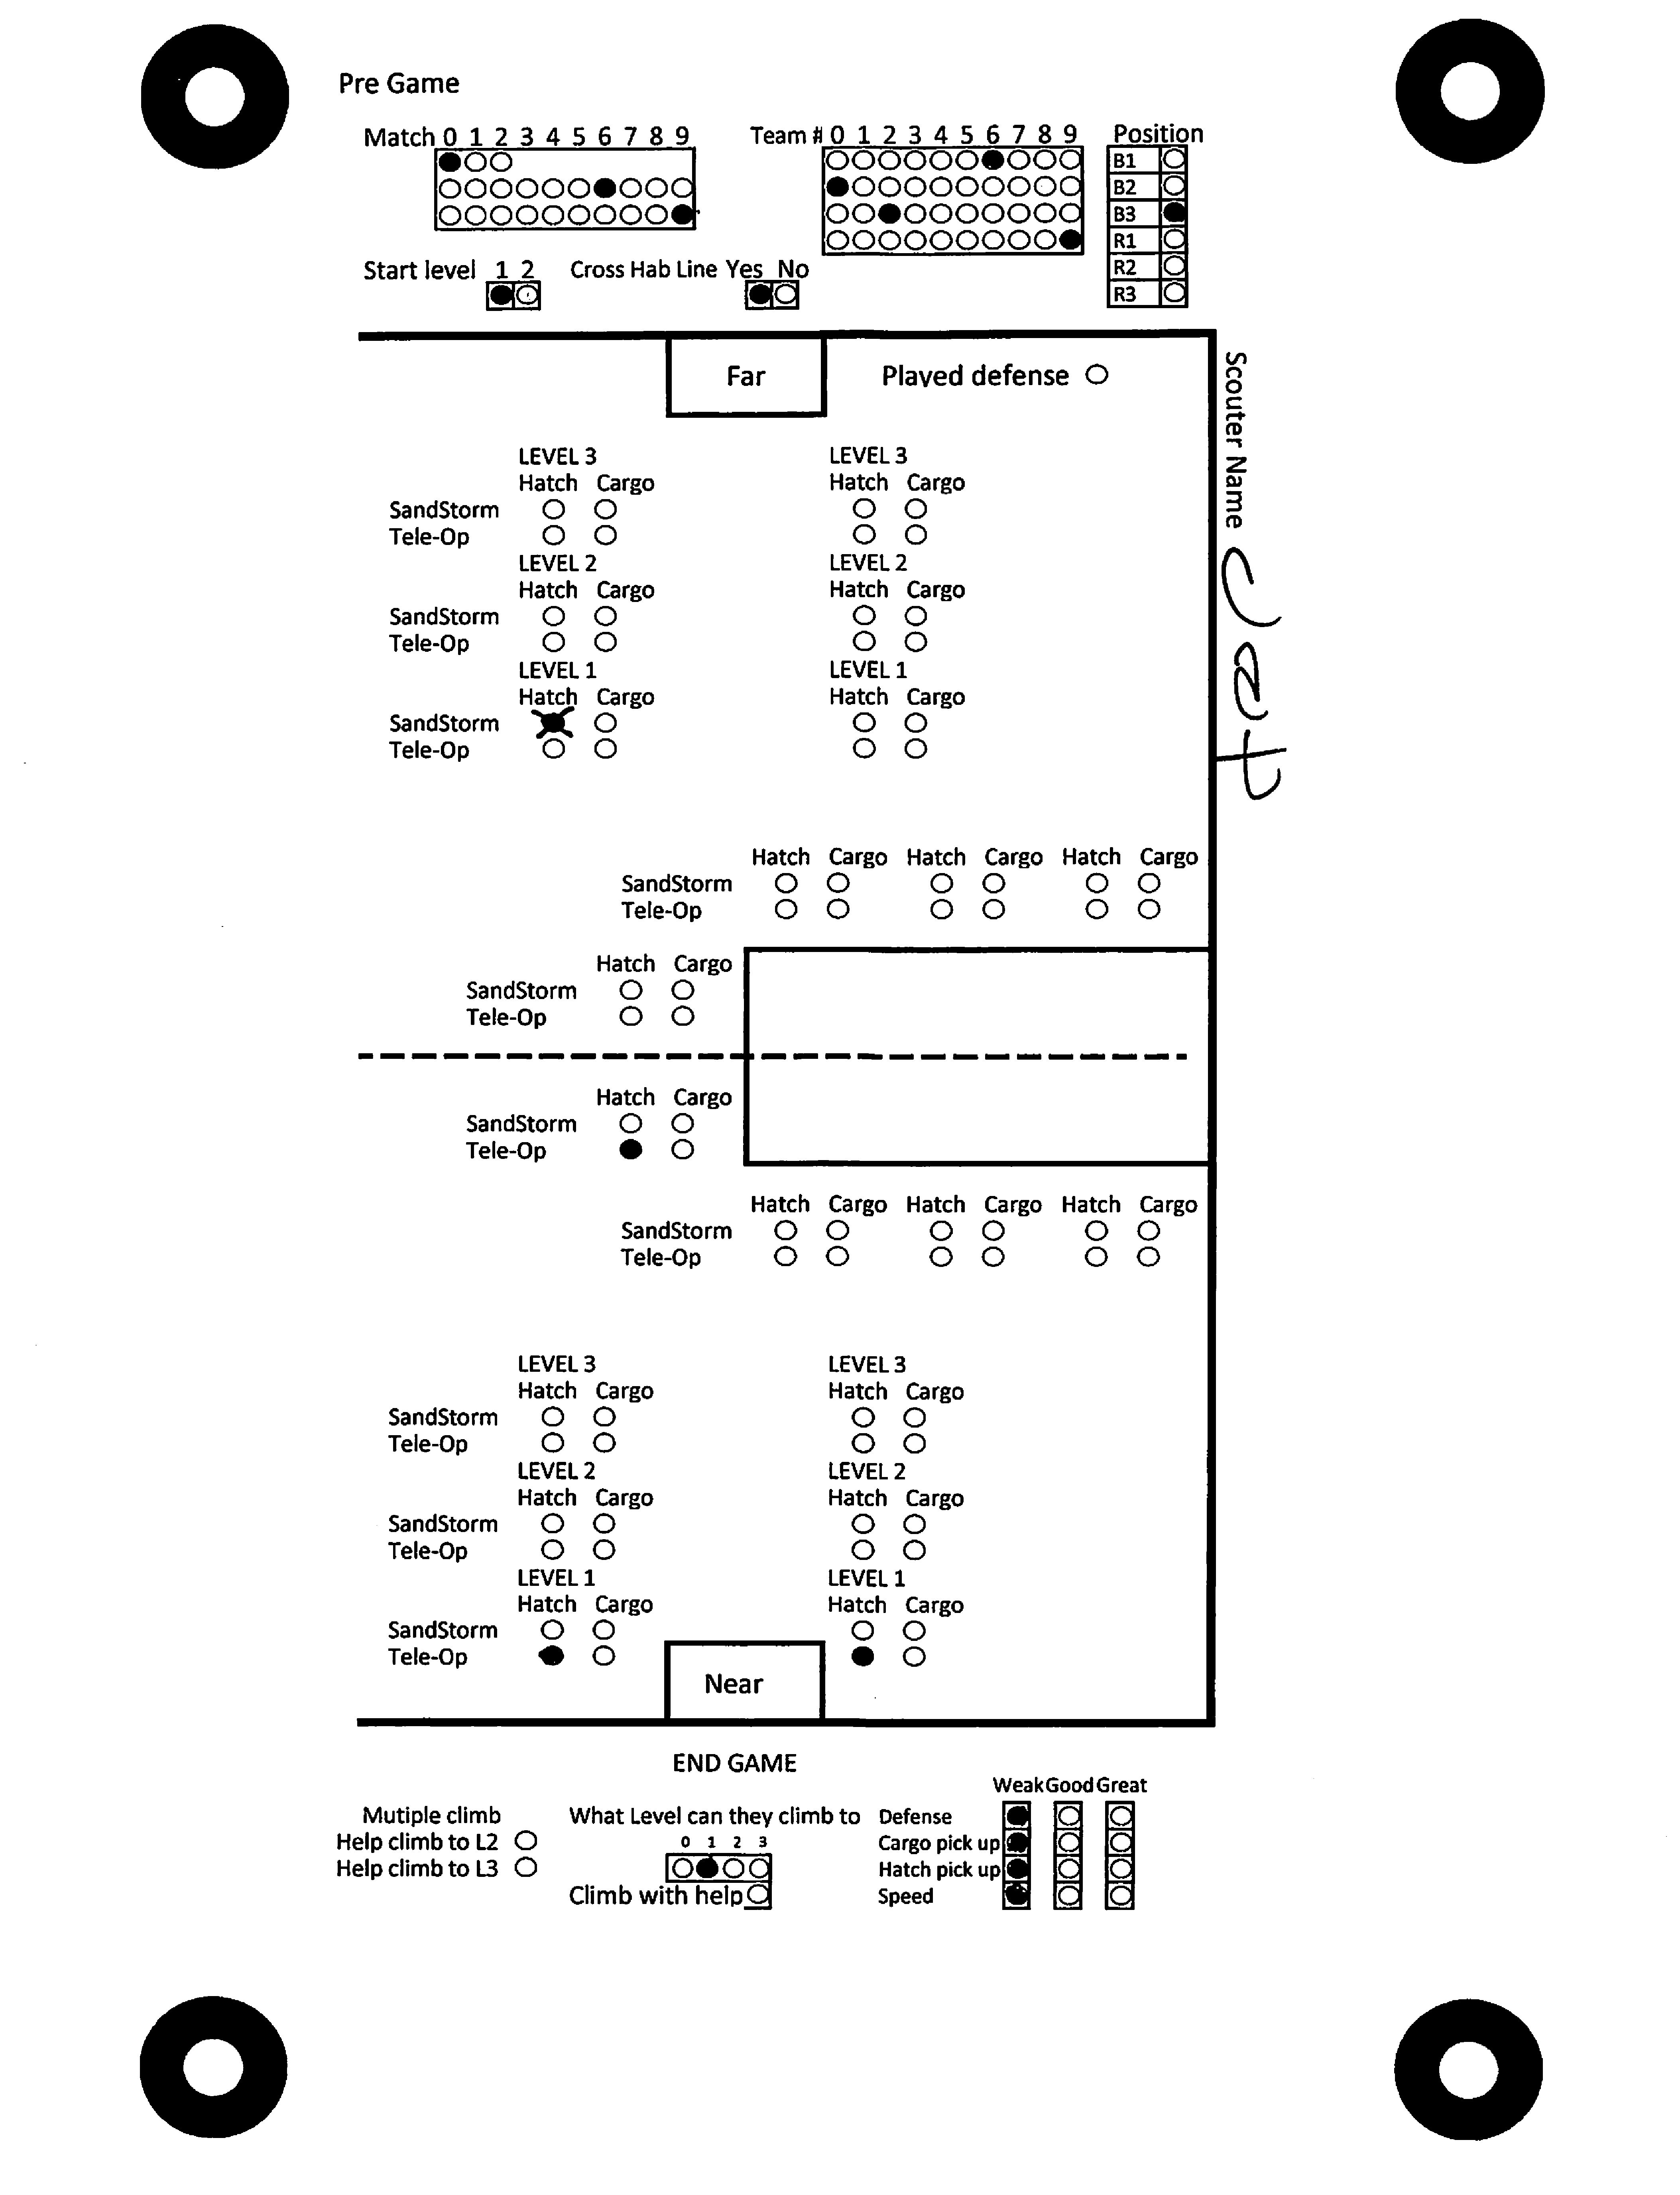 Pre Game
Match 0 1 2 3 4 5 6 7 8 9
Team # 0 1 2 3 4 5 6 7 8 9
Position
B1
B2
B3
R1
R2
R3
Start level 1 2
Cross Hab Line Yes No
Far
Played defense
Scouter Name
LEVEL 3 LEVEL 3
Hatch Cargo Hatch Cargo
SandStorm
Tele-Op
LEVEL 2 LEVEL 2
Hatch Cargo Hatch Cargo
SandStorm
Tele-Op
LEVEL 1 LEVEL 1
Hatch Cargo Hatch Cargo
SandStorm
Tele-Op
Hatch Cargo Hatch Cargo Hatch Cargo
SandStorm
Tele-Op
Hatch Cargo
SandStorm
Tele-Op
Hatch Cargo
SandStorm
Tele-Op
Hatch Cargo Hatch Cargo Hatch Cargo
SandStorm
Tele-Op
LEVEL 3 LEVEL 3
Hatch Cargo Hatch Cargo
SandStorm
Tele-Op
LEVEL 2 LEVEL 2
Hatch Cargo Hatch Cargo
SandStorm
Tele-Op
LEVEL 1 LEVEL 1
Hatch Cargo Hatch Cargo
SandStorm
Tele-Op
Near
END GAME
Mutiple climb
Help climb to L2
Help climb to L3
What Level can they climb to
0 1 2 3
Climb with help
Weak Good Great
Defense
Cargo pick up
Hatch pick up
Speed